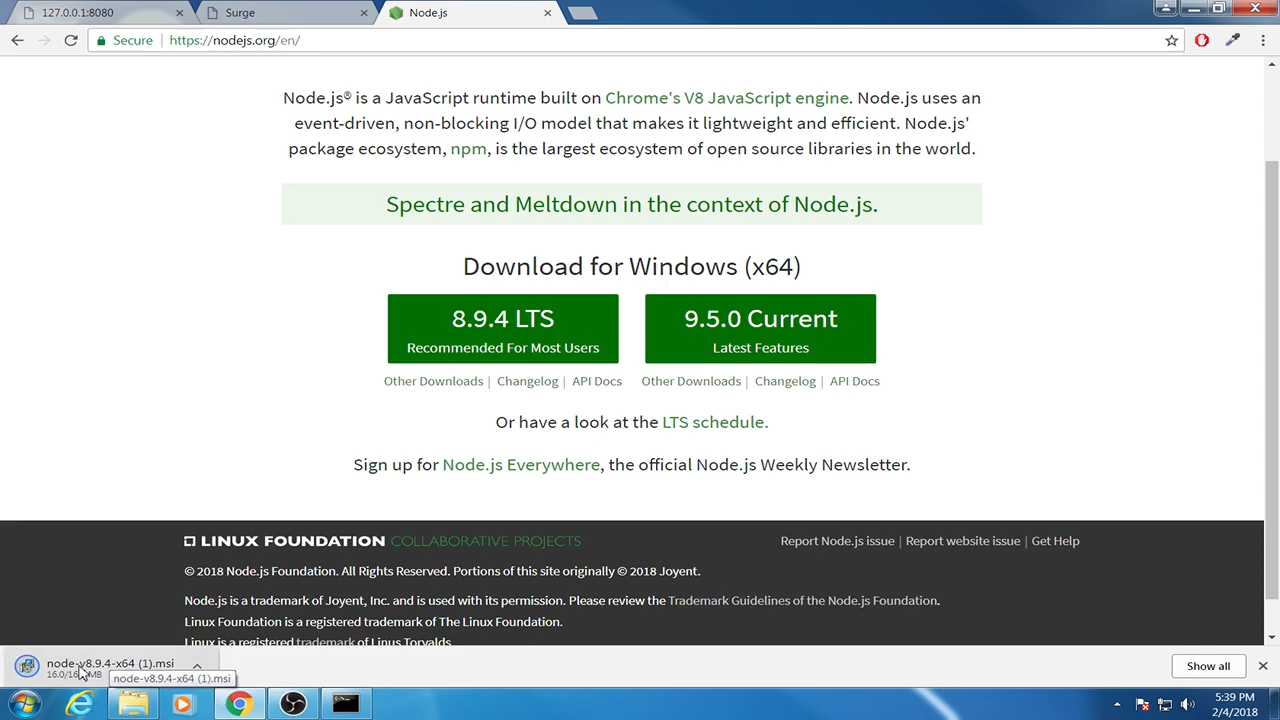 127.0.0.1:8080
Surge
Node.js
Secure
https://nodejs.org/en/
Node.js® is a JavaScript runtime built on Chrome's V8 JavaScript engine. Node.js uses an
event-driven, non-blocking I/O model that makes it lightweight and efficient. Node.js'
package ecosystem, npm, is the largest ecosystem of open source libraries in the world.
Spectre and Meltdown in the context of Node.js.
Download for Windows (x64)
8.9.4 LTS
Recommended For Most Users
9.5.0 Current
Latest Features
Other Downloads | Changelog | API Docs
Other Downloads | Changelog | API Docs
Or have a look at the LTS schedule.
Sign up for Node.js Everywhere, the official Node.js Weekly Newsletter.
LINUX FOUNDATION COLLABORATIVE PROJECTS
Report Node.js issue | Report website issue | Get Help
© 2018 Node.js Foundation. All Rights Reserved. Portions of this site originally © 2018 Joyent.
Node.js is a trademark of Joyent, Inc. and is used with its permission. Please review the Trademark Guidelines of the Node.js Foundation.
Linux Foundation is a registered trademark of The Linux Foundation.
Linux is a registered trademark of Linus Torvalds.
node-v8.9.4-x64 (1).msi
MB
node-v8.9.4-x64 (1).msi
Show all
5:39 PM
2/4/2018